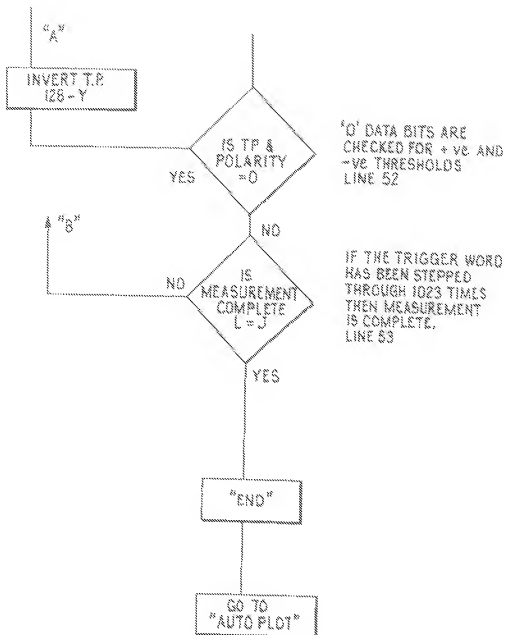 "A"
INVERT T.P.
128-Y
IS TP &
POLARITY
=0
YES
'0' DATA BITS ARE
CHECKED FOR +ve AND
-ve THRESHOLDS
LINE 52
NO
"B"
IS
MEASUREMENT
COMPLETE
L=J
NO
IF THE TRIGGER WORD
HAS BEEN STEPPED
THROUGH 1023 TIMES
THEN MEASUREMENT
IS COMPLETE.
LINE 53
YES
"END"
GO TO
"AUTO PLOT"